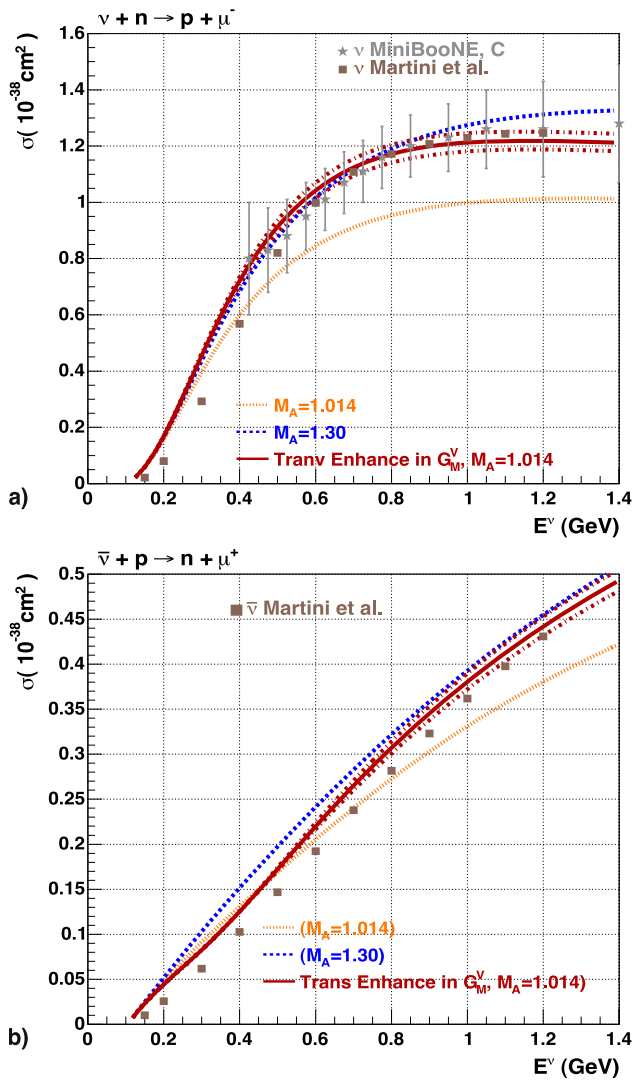 ν + n → p + μ⁻
σ( 10⁻³⁸cm² )
1.6
1.4
1.2
1
0.8
0.6
0.4
0.2
0
ν MiniBooNE, C
ν Martini et al.
M_A=1.014
M_A=1.30
Tranv Enhance in G_M^V, M_A=1.014
0 0.2 0.4 0.6 0.8 1 1.2 1.4
a)
E^ν (GeV)
ν̅ + p → n + μ⁺
σ( 10⁻³⁸cm² )
0.5
0.45
0.4
0.35
0.3
0.25
0.2
0.15
0.1
0.05
0
ν̅ Martini et al.
(M_A=1.014)
(M_A=1.30)
Trans Enhance in G_M^V, M_A=1.014)
0 0.2 0.4 0.6 0.8 1 1.2 1.4
b)
E^ν (GeV)